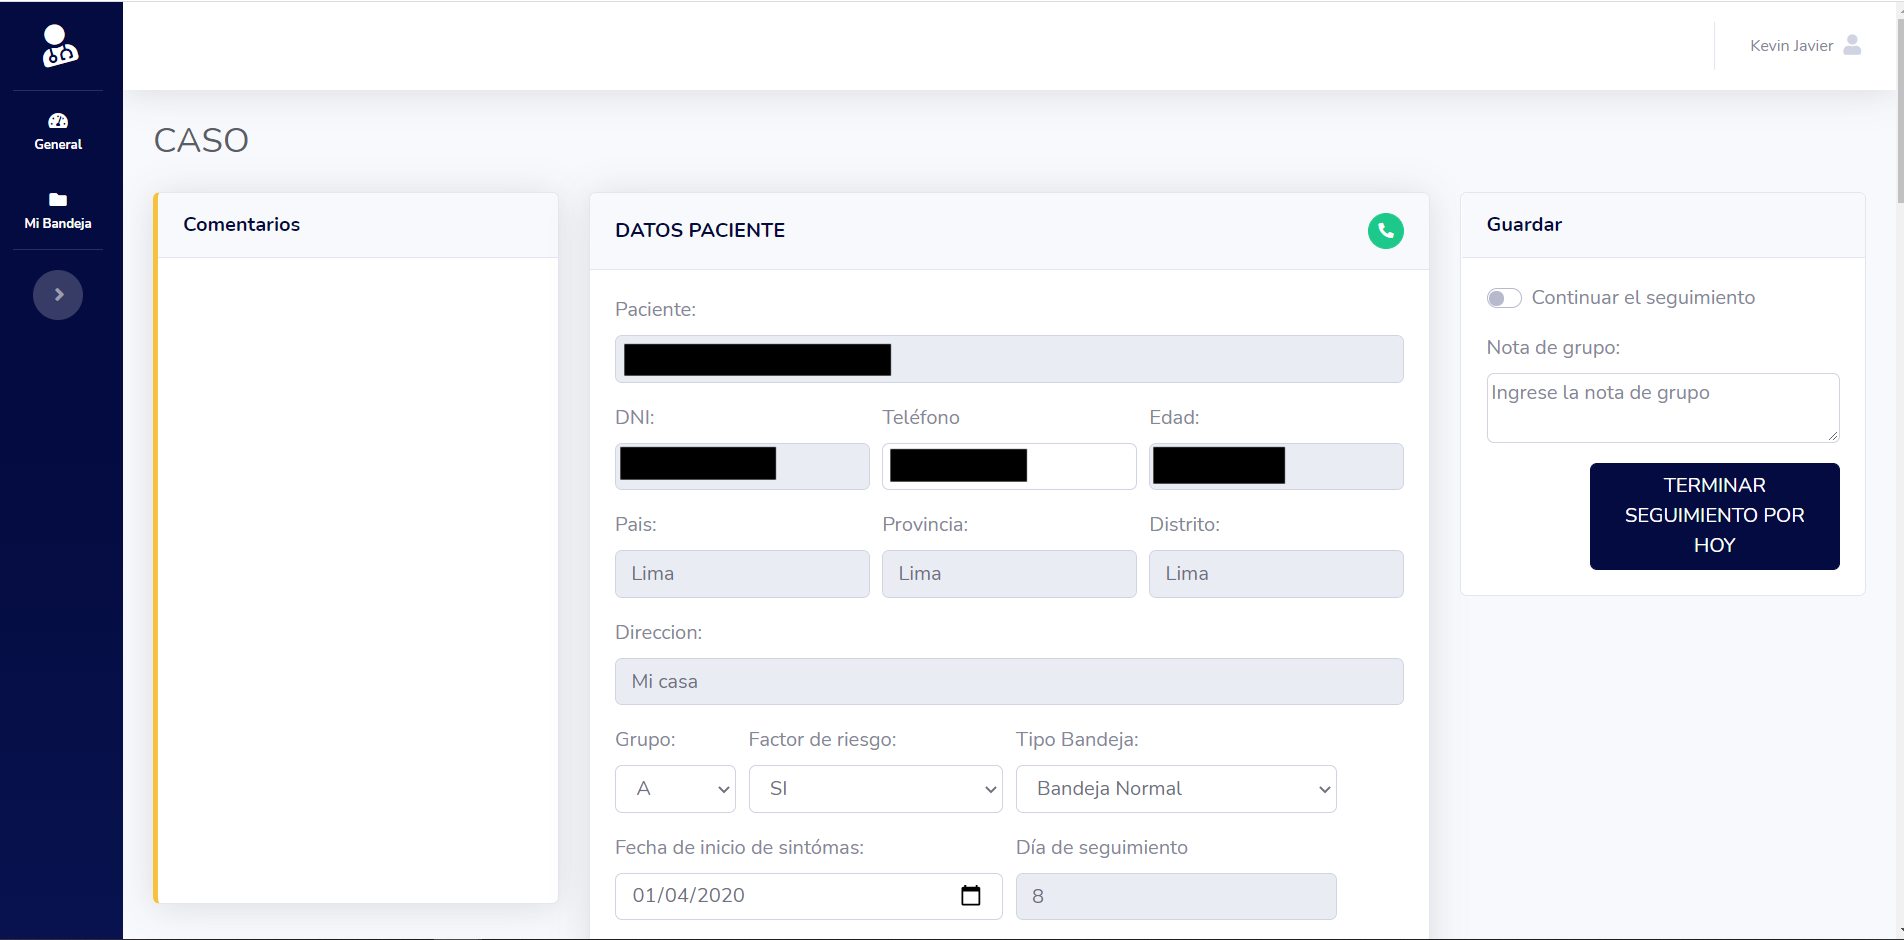 Kevin Javier
General
Mi Bandeja
CASO
Comentarios
DATOS PACIENTE
Paciente:
DNI:
Teléfono
Edad:
Pais:
Provincia:
Distrito:
Lima
Lima
Lima
Direccion:
Mi casa
Grupo:
Factor de riesgo:
Tipo Bandeja:
A
SI
Bandeja Normal
Fecha de inicio de sintómas:
Día de seguimiento
01/04/2020
8
Guardar
Continuar el seguimiento
Nota de grupo:
Ingrese la nota de grupo
TERMINAR
SEGUIMIENTO POR
HOY